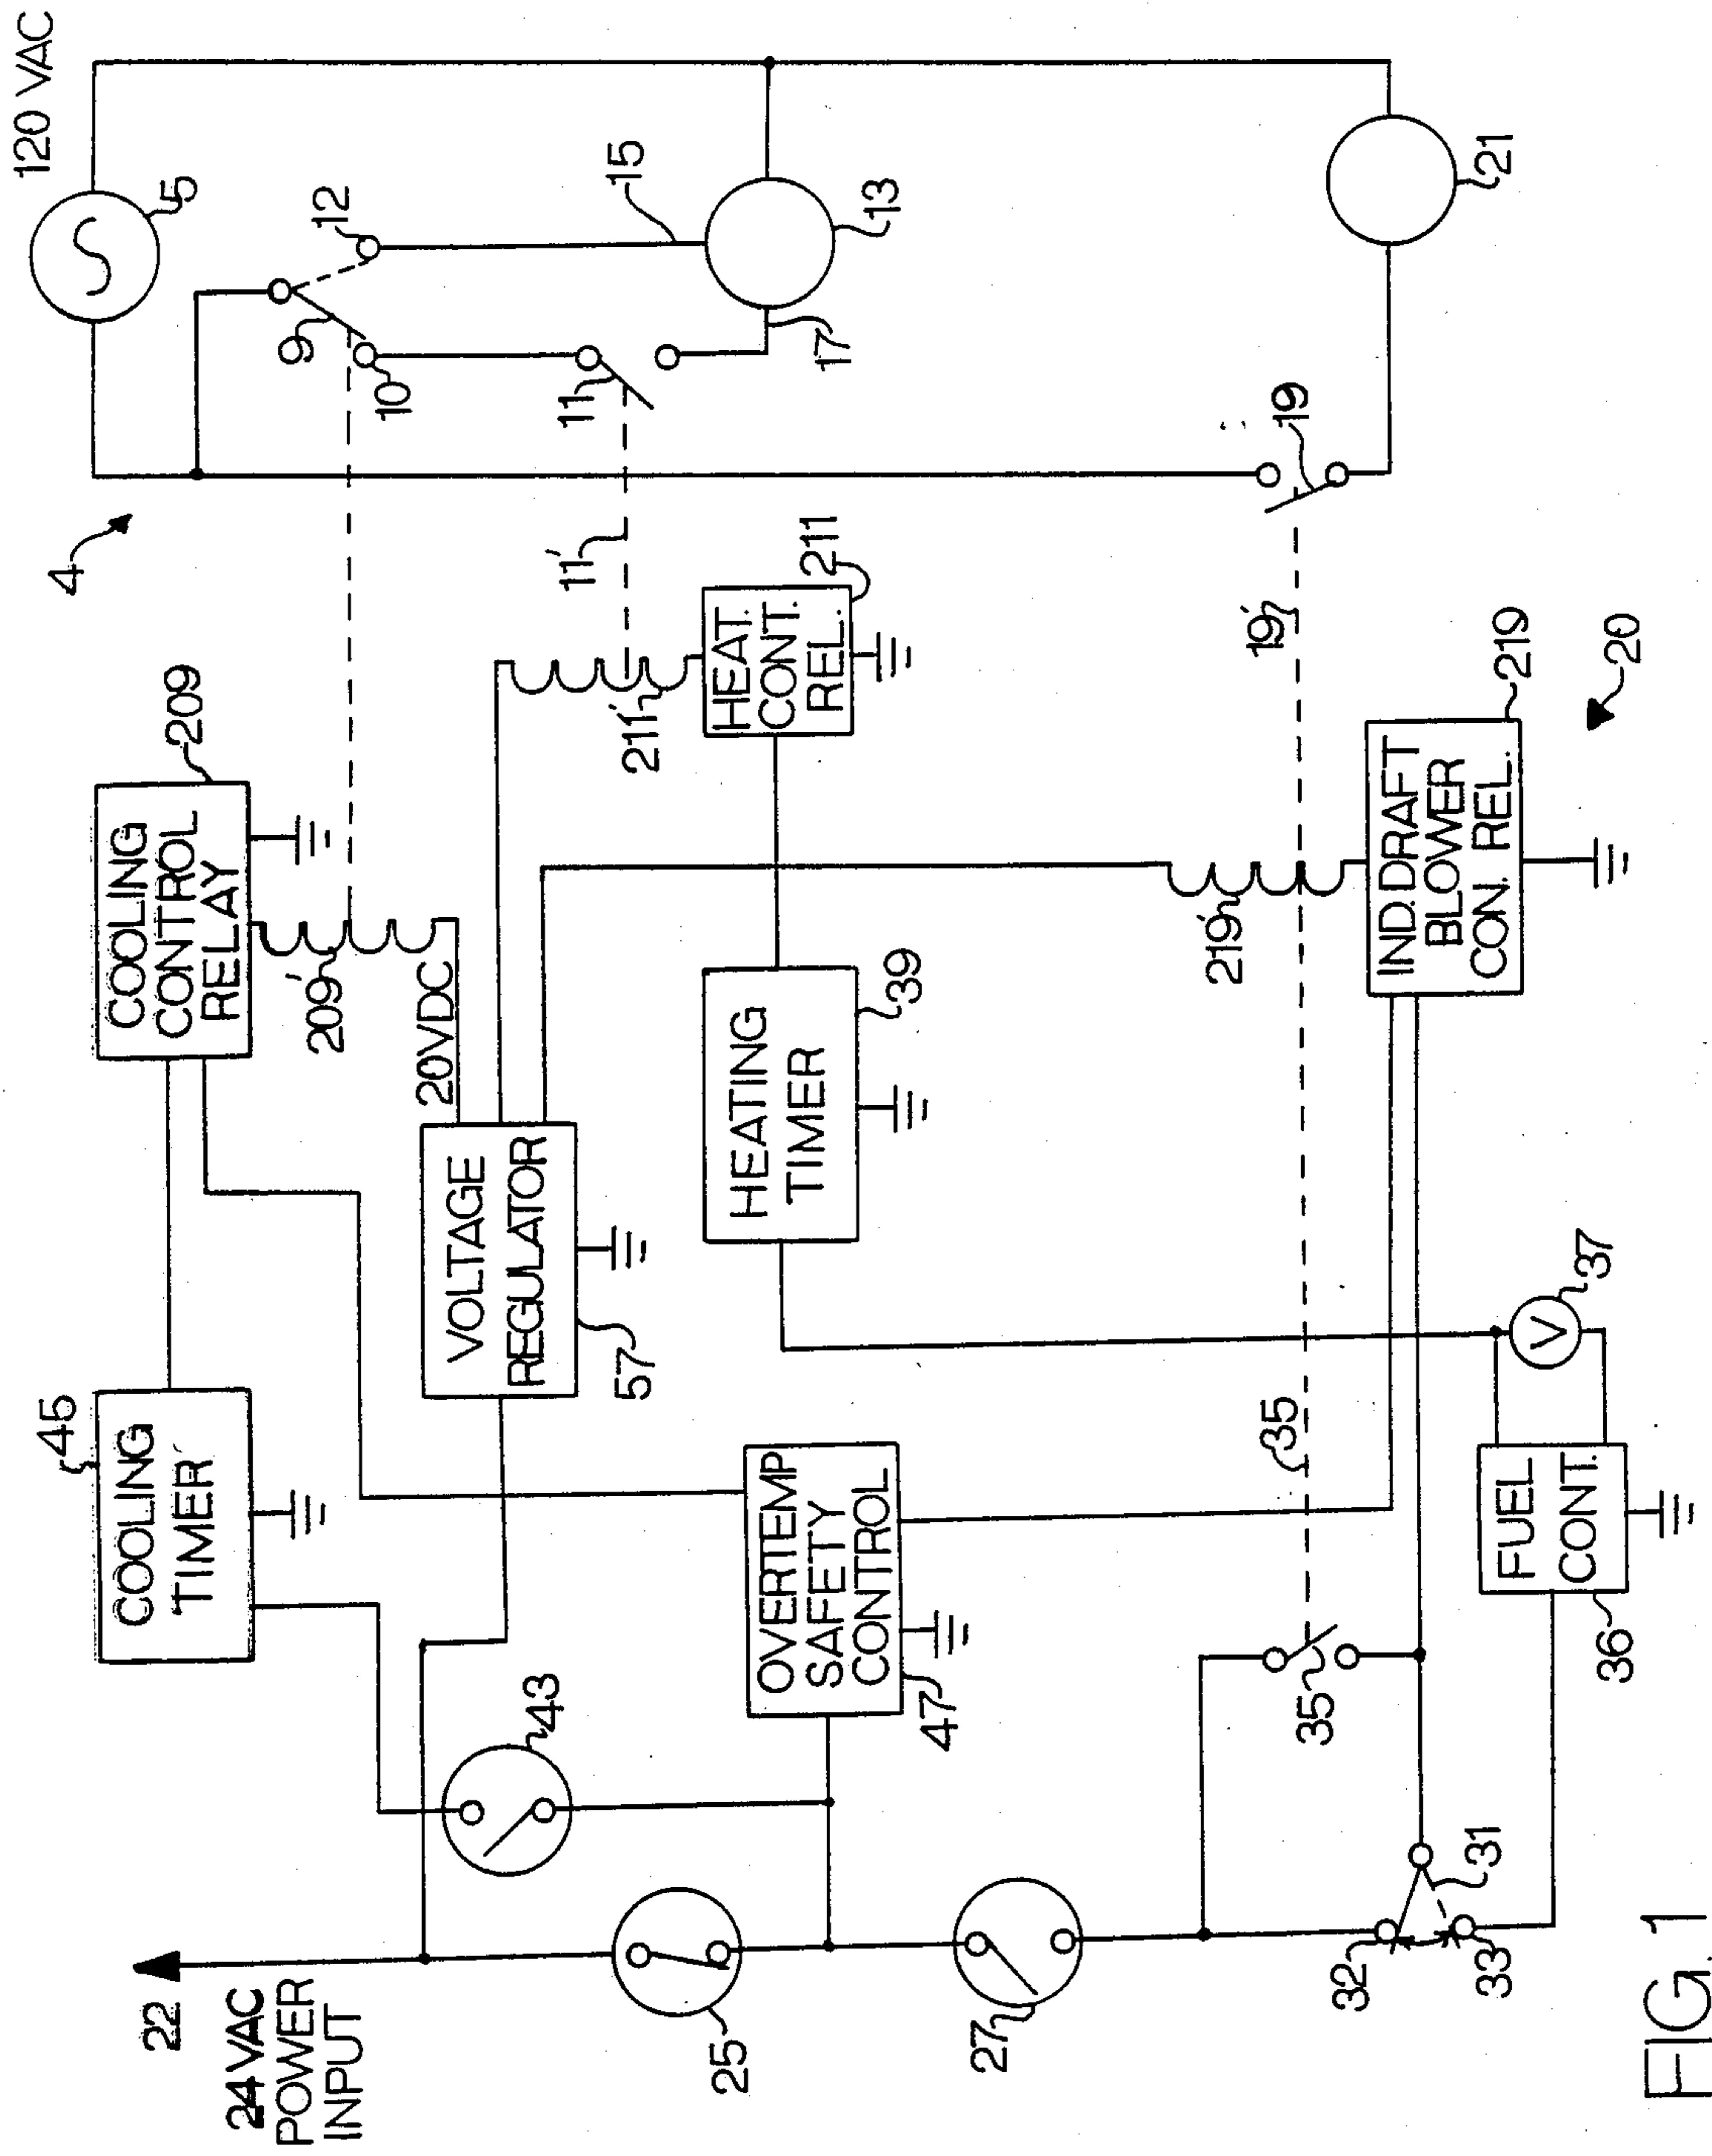 120 VAC
5
12
9
10
15
13
11
17
4
11'
19
21
209
COOLING
CONTROL
RELAY
209'
211
HEAT.
CONT.
REL.
211'
19'
219
20
IND. DRAFT
BLOWER
CON. REL.
219'
20VDC
39
HEATING
TIMER
VOLTAGE
REGULATOR
57
45
COOLING
TIMER
OVERTEMP
SAFETY
CONTROL
47
35
37
V
FUEL
CONT.
36
35
43
22
24 VAC
POWER
INPUT
25
27
32
31
33
FIG. 1